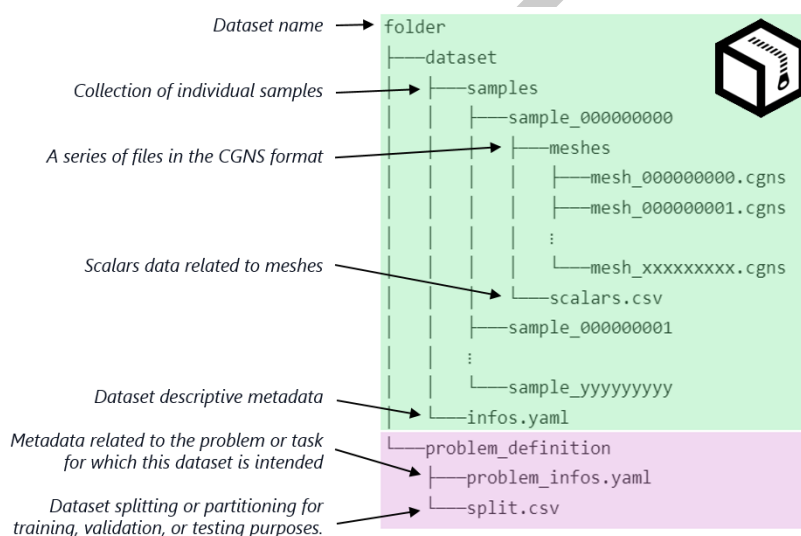 Dataset name folder
├───dataset
Collection of individual samples │ ├───samples
│ │ ├───sample_000000000
A series of files in the CGNS format │ │ │ ├───meshes
│ │ │ │ ├───mesh_000000000.cgns
│ │ │ │ ├───mesh_000000001.cgns
│ │ │ │ ⋮
│ │ │ │ └───mesh_xxxxxxxxx.cgns
Scalars data related to meshes │ │ │ └───scalars.csv
│ │ ├───sample_000000001
│ │ ⋮
│ │ └───sample_yyyyyyyyy
Dataset descriptive metadata │ └───infos.yaml
Metadata related to the problem or task
for which this dataset is intended
└───problem_definition
├───problem_infos.yaml
Dataset splitting or partitioning for
training, validation, or testing purposes.
└───split.csv